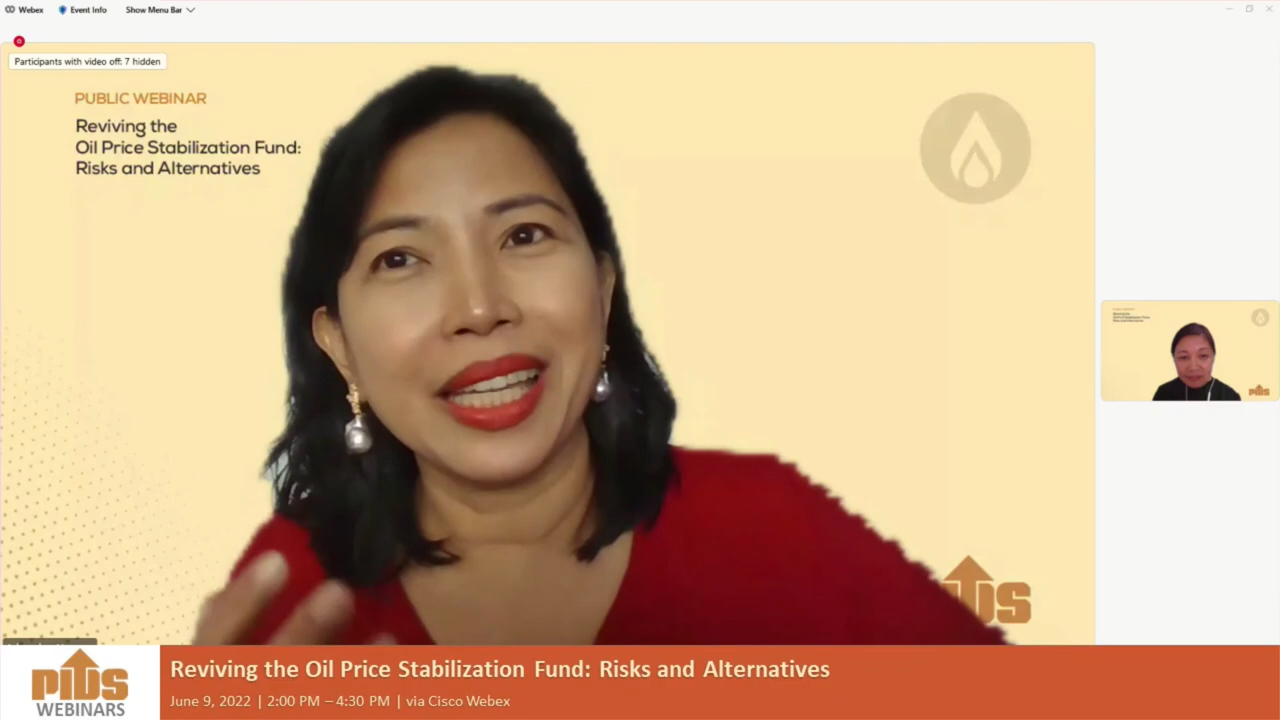 Webex
Event Info
Show Menu Bar
Participants with video off: 7 hidden
PUBLIC WEBINAR
Reviving the
Oil Price Stabilization Fund:
Risks and Alternatives
PIDS
WEBINARS
Reviving the Oil Price Stabilization Fund: Risks and Alternatives
June 9, 2022 | 2:00 PM – 4:30 PM | via Cisco Webex